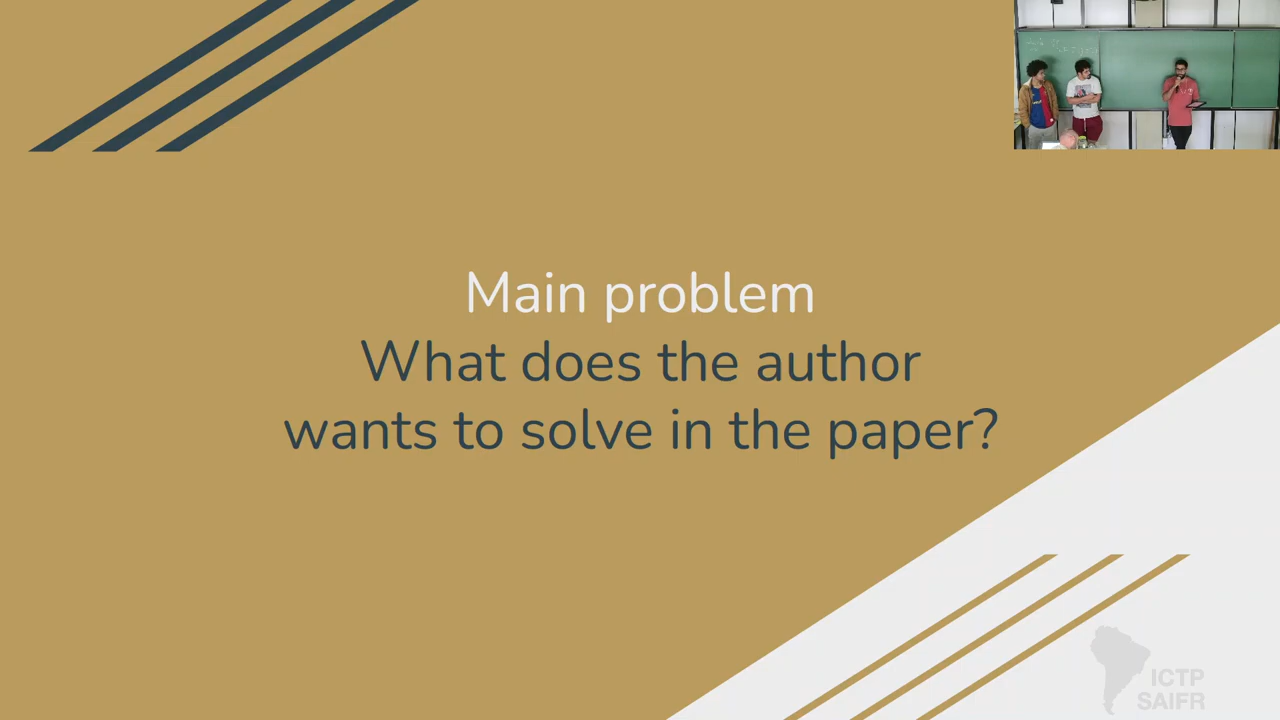 Main problem
What does the author
wants to solve in the paper?
ICTP
SAIFR